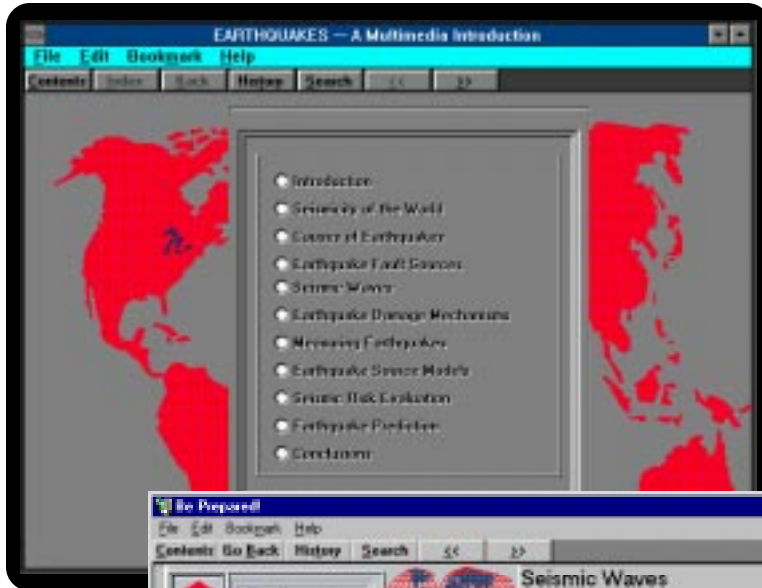 EARTHQUAKES — A Multimedia Introduction
File Edit Bookmark Help
Contents Index Back History Search << >>
Introduction
Seismicity of the World
Causes of Earthquakes
Earthquake Fault Sources
Seismic Waves
Earthquake Damage Mechanisms
Measuring Earthquakes
Earthquake Source Models
Seismic Risk Evaluation
Earthquake Prediction
Conclusions
Be Prepared!
File Edit Bookmark Help
Contents Go Back History Search << >>
Seismic Waves